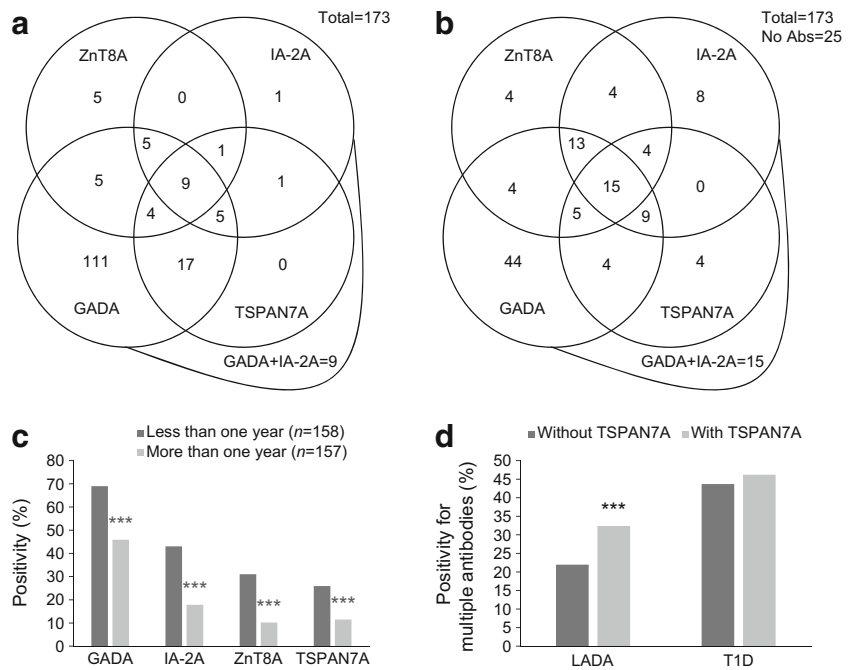 a
Total=173
ZnT8A
IA-2A
5
0
1
5
1
5
9
1
4
5
111
17
0
GADA
TSPAN7A
GADA+IA-2A=9
b
Total=173
No Abs=25
ZnT8A
IA-2A
4
4
8
13
4
4
15
0
5
9
44
4
4
GADA
TSPAN7A
GADA+IA-2A=15
c
Less than one year (n=158)
More than one year (n=157)
Positivity (%)
80
70
60
50
40
30
20
10
0
***
***
***
***
GADA
IA-2A
ZnT8A
TSPAN7A
d
Without TSPAN7A
With TSPAN7A
Positivity for
multiple antibodies (%)
50
45
40
35
30
25
20
15
10
5
0
***
LADA
T1D